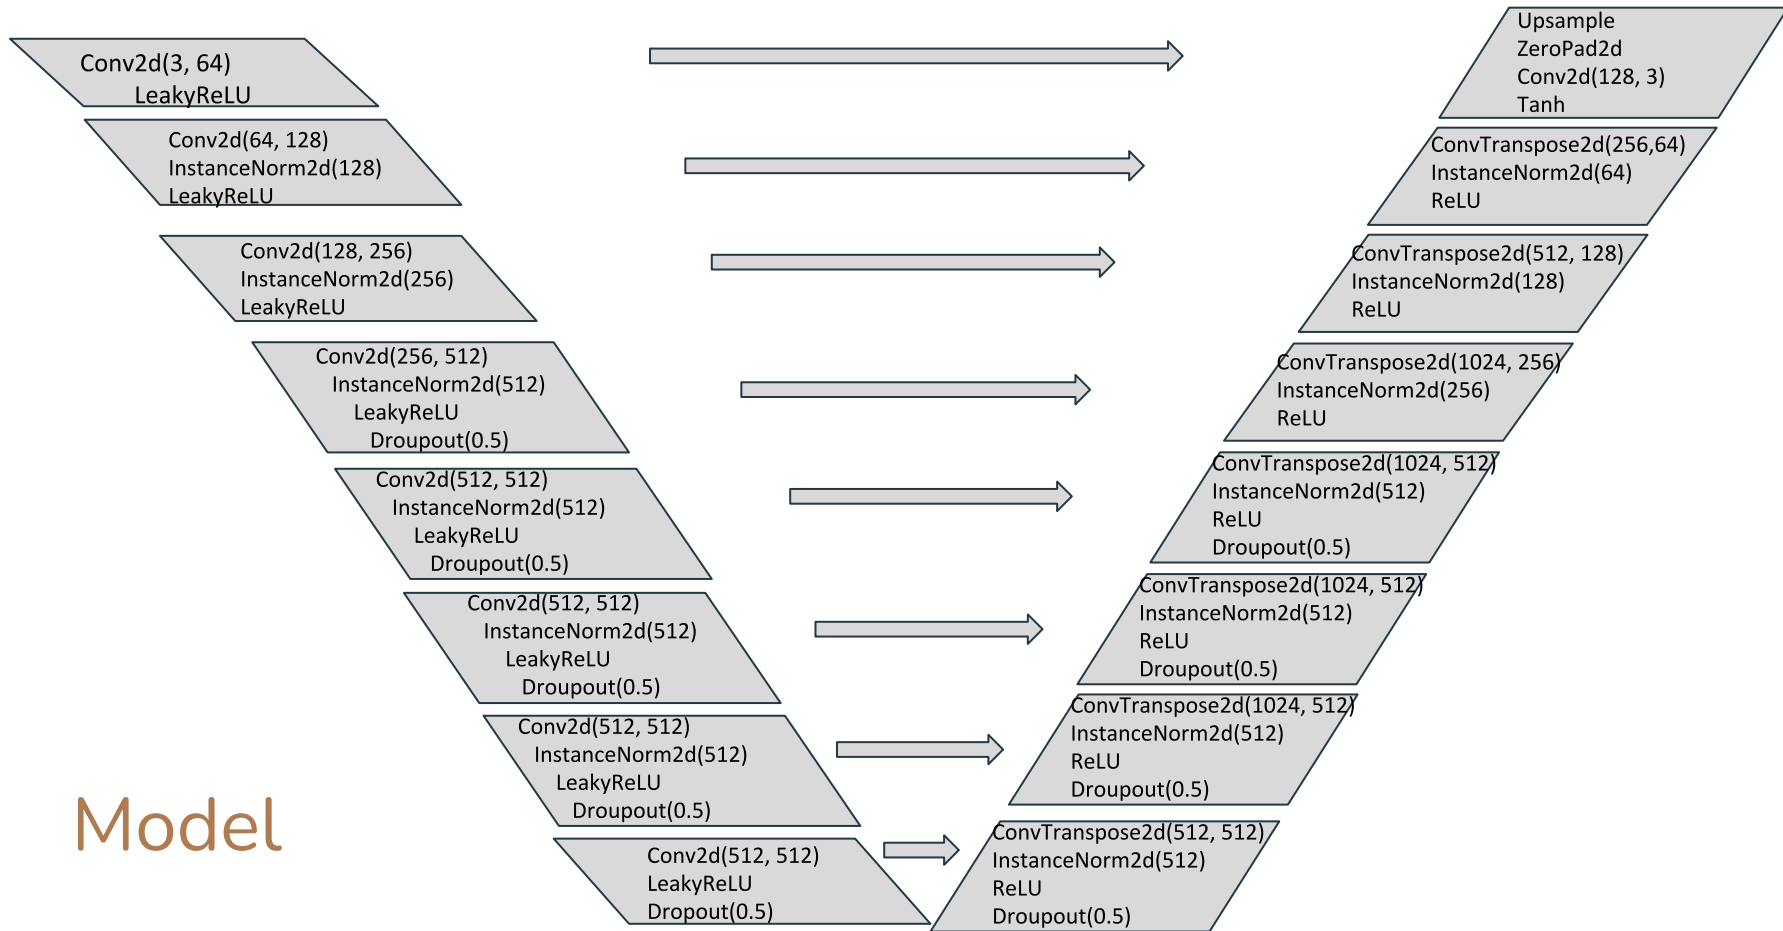 Conv2d(3, 64)
LeakyReLU
Conv2d(64, 128)
InstanceNorm2d(128)
LeakyReLU
Conv2d(128, 256)
InstanceNorm2d(256)
LeakyReLU
Conv2d(256, 512)
InstanceNorm2d(512)
LeakyReLU
Droupout(0.5)
Conv2d(512, 512)
InstanceNorm2d(512)
LeakyReLU
Droupout(0.5)
Conv2d(512, 512)
InstanceNorm2d(512)
LeakyReLU
Droupout(0.5)
Conv2d(512, 512)
InstanceNorm2d(512)
LeakyReLU
Droupout(0.5)
Conv2d(512, 512)
LeakyReLU
Dropout(0.5)
Upsample
ZeroPad2d
Conv2d(128, 3)
Tanh
ConvTranspose2d(256,64)
InstanceNorm2d(64)
ReLU
ConvTranspose2d(512, 128)
InstanceNorm2d(128)
ReLU
ConvTranspose2d(1024, 256)
InstanceNorm2d(256)
ReLU
ConvTranspose2d(1024, 512)
InstanceNorm2d(512)
ReLU
Droupout(0.5)
ConvTranspose2d(1024, 512)
InstanceNorm2d(512)
ReLU
Droupout(0.5)
ConvTranspose2d(1024, 512)
InstanceNorm2d(512)
ReLU
Droupout(0.5)
ConvTranspose2d(512, 512)
InstanceNorm2d(512)
ReLU
Droupout(0.5)
Model